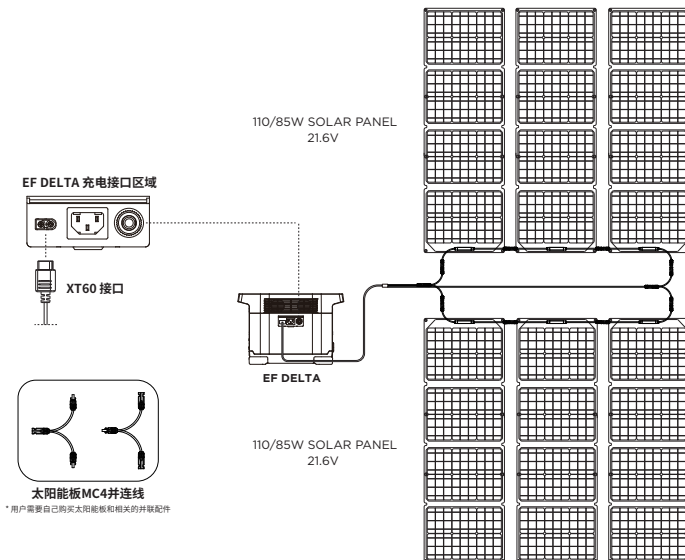 110/85W SOLAR PANEL
21.6V
EF DELTA 充电接口区域
XT60 接口
EF DELTA
110/85W SOLAR PANEL
21.6V
太阳能板MC4并连线
* 用户需要自己购买太阳能板和相关的并联配件